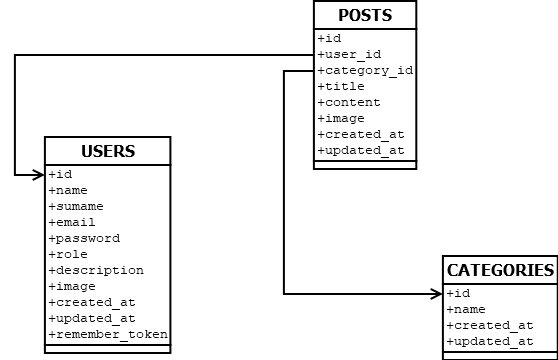 POSTS
+id
+user_id
+category_id
+title
+content
+image
+created_at
+updated_at
USERS
+id
+name
+sumame
+email
+password
+role
+description
+image
+created_at
+updated_at
+remember_token
CATEGORIES
+id
+name
+created_at
+updated_at